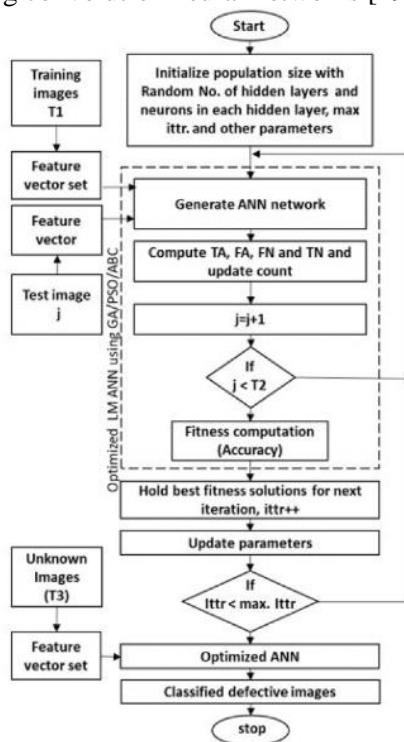 Start
Training
images
T1
Initialize population size with
Random No. of hidden layers and
neurons in each hidden layer, max
ittr. and other parameters
Feature
vector set
Feature
vector
Test image
j
Optimized LM ANN using GA/PSO/ABC
Generate ANN network
Compute TA, FA, FN and TN and
update count
j=j+1
If
j < T2
Fitness computation
(Accuracy)
Hold best fitness solutions for next
iteration, ittr++
Update parameters
Unknown
Images
(T3)
If
Ittr < max. Ittr
Feature
vector set
Optimized ANN
Classified defective images
stop